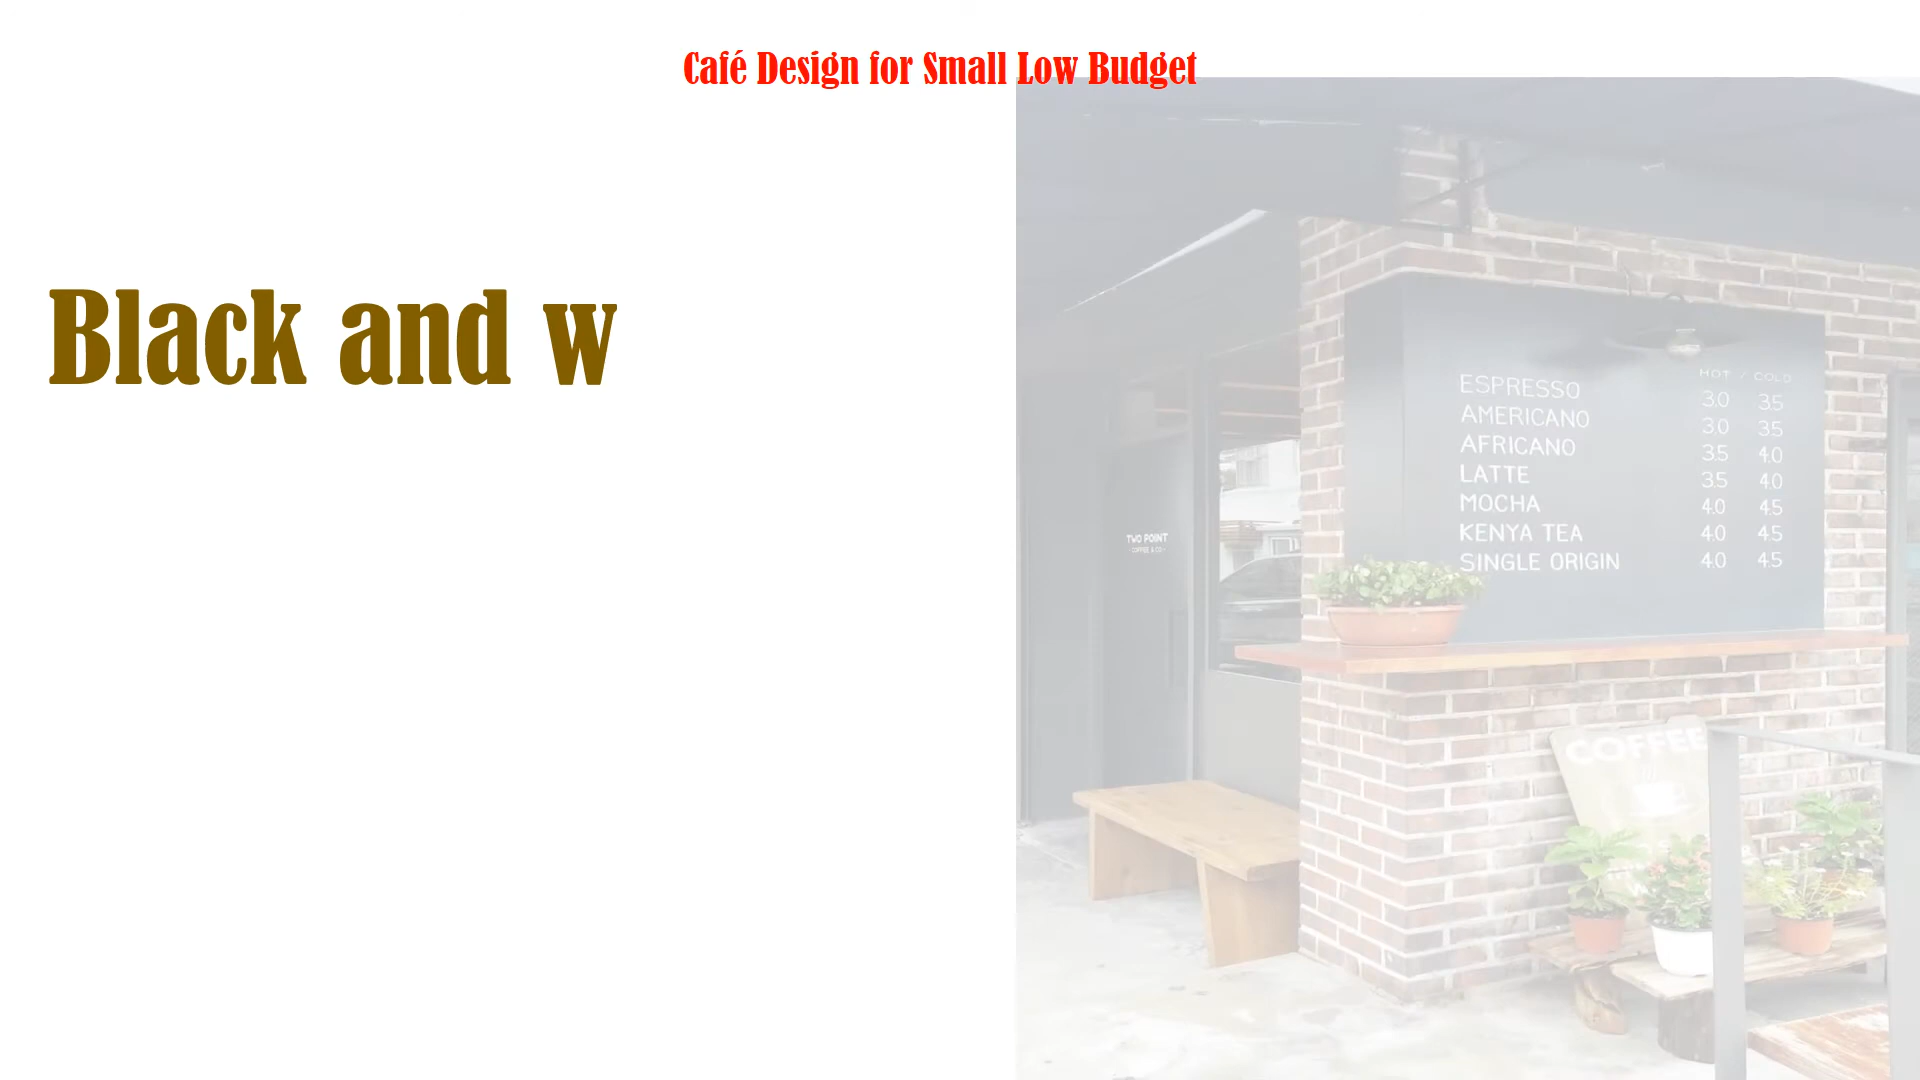 Café Design for Small Low Budget
Black and w
HOT / COLD
ESPRESSO 3.0 3.5
AMERICANO 3.0 3.5
AFRICANO 3.5 4.0
LATTE 3.5 4.0
MOCHA 4.0 4.5
KENYA TEA 4.0 4.5
SINGLE ORIGIN 4.0 4.5
TWO POINT
COFFEE & CO
COFFEE